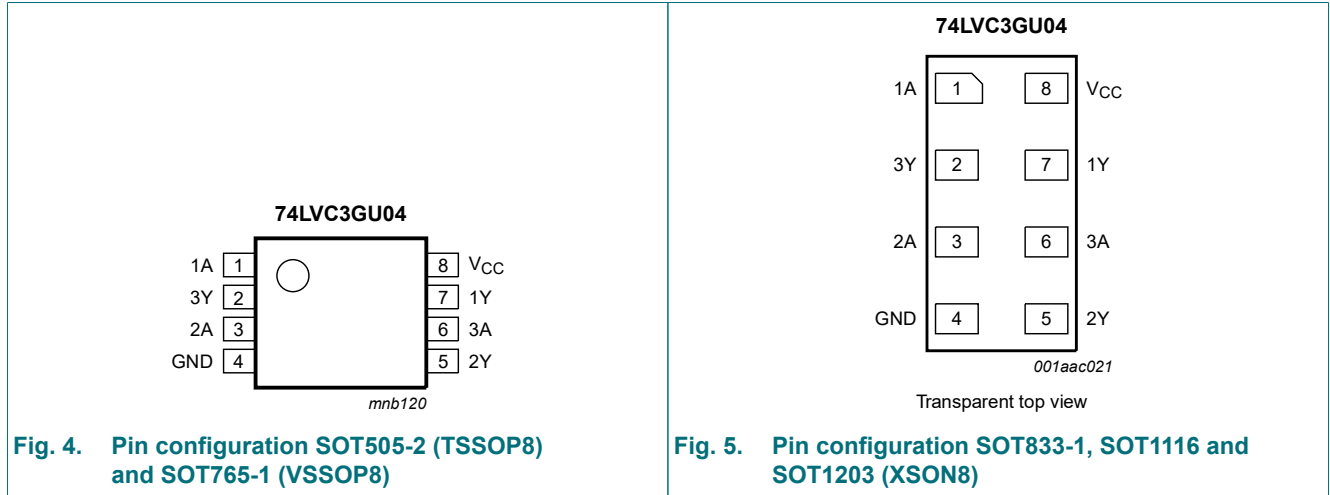 74LVC3GU04
1A 1 8 VCC
3Y 2 7 1Y
2A 3 6 3A
GND 4 5 2Y
mnb120
Fig. 4. Pin configuration SOT505-2 (TSSOP8)
and SOT765-1 (VSSOP8)
74LVC3GU04
1A 1 8 VCC
3Y 2 7 1Y
2A 3 6 3A
GND 4 5 2Y
001aac021
Transparent top view
Fig. 5. Pin configuration SOT833-1, SOT1116 and
SOT1203 (XSON8)